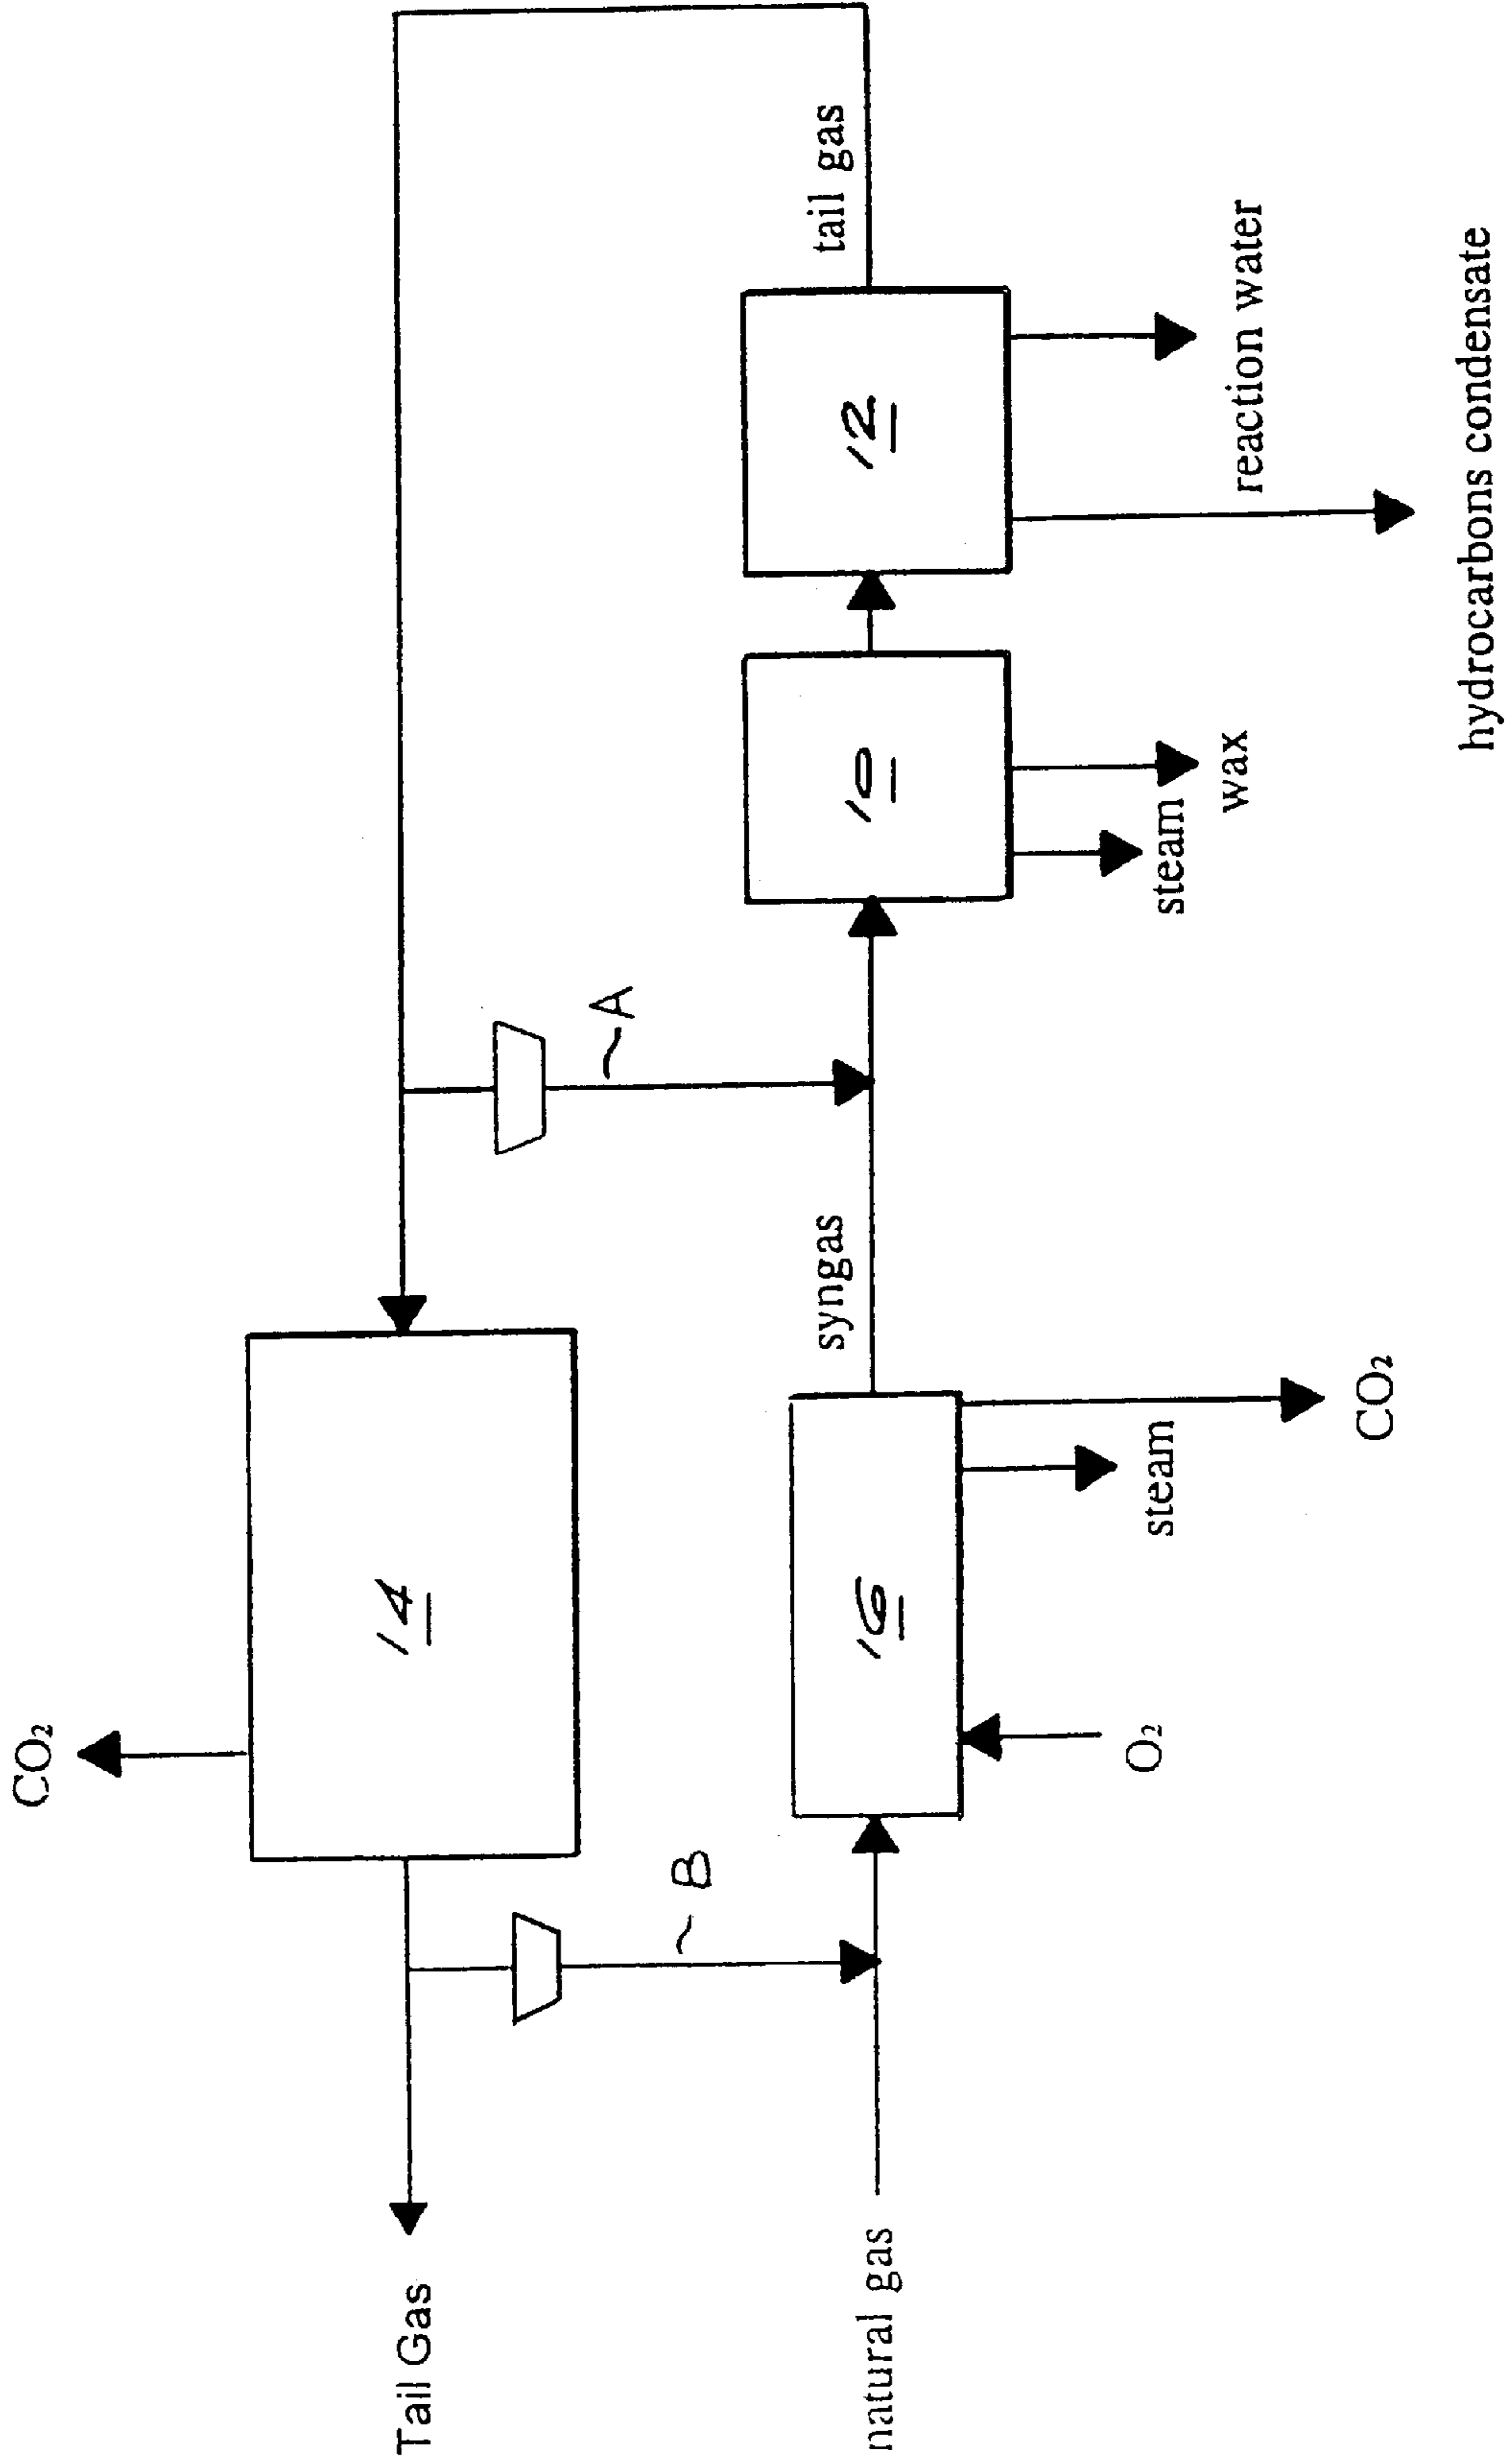 CO₂
14
Tail Gas
B
A
tail gas
natural gas
16
syngas
10
12
O₂
steam
CO₂
steam
wax
reaction water
hydrocarbons condensate